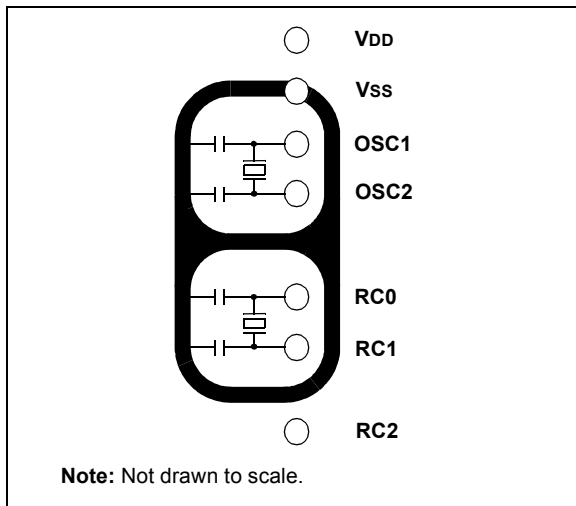 VDD
VSS
OSC1
OSC2
RC0
RC1
RC2
Note: Not drawn to scale.